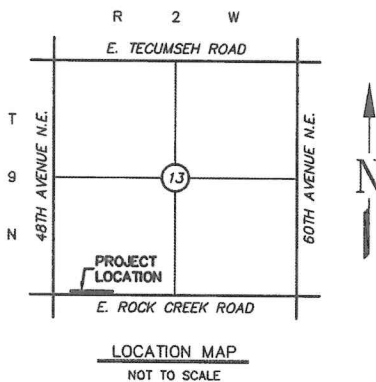 R 2 W
E. TECUMSEH ROAD
T
9
N
48TH AVENUE N.E.
13
60TH AVENUE N.E.
N
PROJECT
LOCATION
E. ROCK CREEK ROAD
LOCATION MAP
NOT TO SCALE